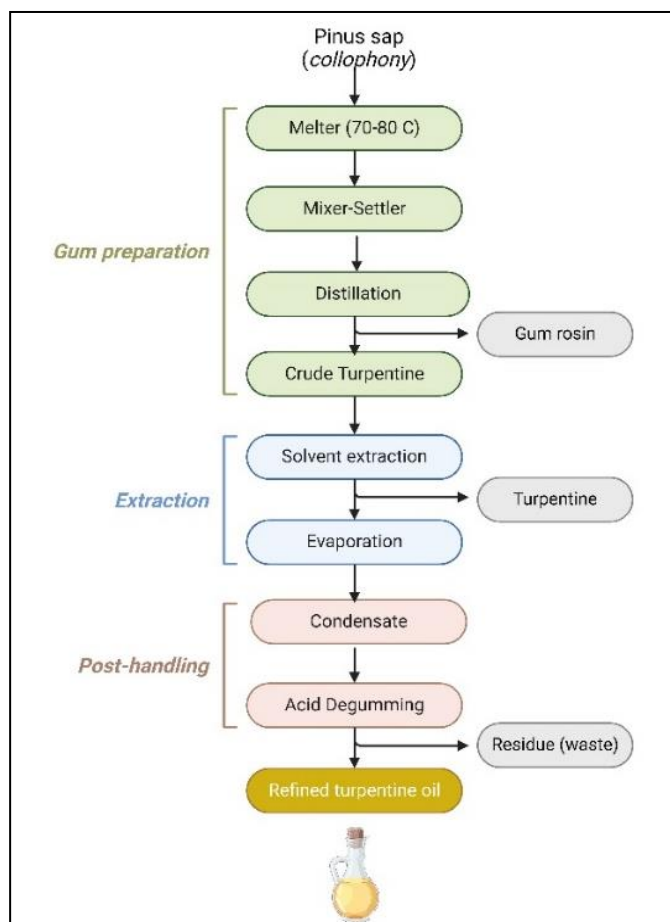 Pinus sap
(collophony)
Melter (70-80 C)
Mixer-Settler
Gum preparation
Distillation
Gum rosin
Crude Turpentine
Solvent extraction
Turpentine
Extraction
Evaporation
Condensate
Post-handling
Acid Degumming
Residue (waste)
Refined turpentine oil